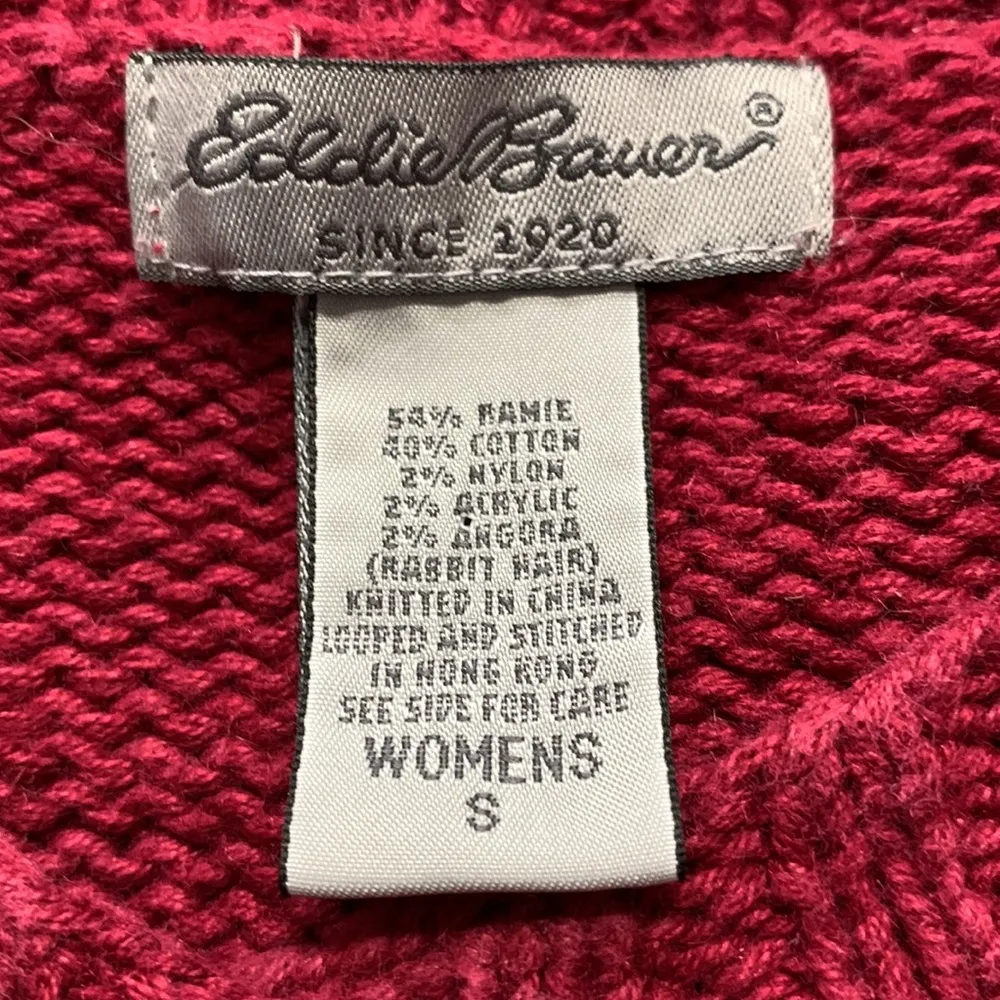 Eddie Bauer®
SINCE 1920
54% RAMIE
40% COTTON
2% NYLON
2% ACRYLIC
2% ANGORA
(RABBIT HAIR)
KNITTED IN CHINA
LOOPED AND STITCHED
IN HONG KONG
SEE SIDE FOR CARE
WOMENS
S